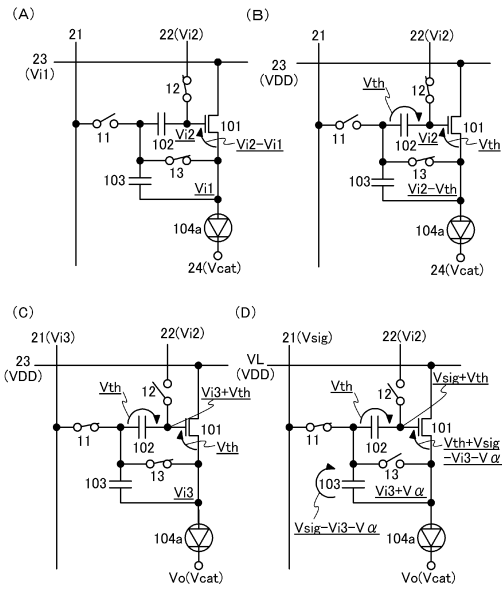 (A)
21
22(Vi2)
23
(Vi1)
12
11
102
Vi2
101
Vi2−Vi1
13
103
Vi1
104a
24(Vcat)
(B)
21
22(Vi2)
23
(VDD)
Vth
12
11
102
Vi2
101
Vth
13
103
Vi2−Vth
104a
24(Vcat)
(C)
21(Vi3)
22(Vi2)
23
(VDD)
Vth
12
Vi3+Vth
11
102
101
Vth
13
103
Vi3
104a
Vo(Vcat)
(D)
21(Vsig)
22(Vi2)
VL
(VDD)
Vth
12
Vsig+Vth
11
102
101
Vth+Vsig
−Vi3−Vα
13
103
Vi3+Vα
Vsig−Vi3−Vα
104a
Vo(Vcat)